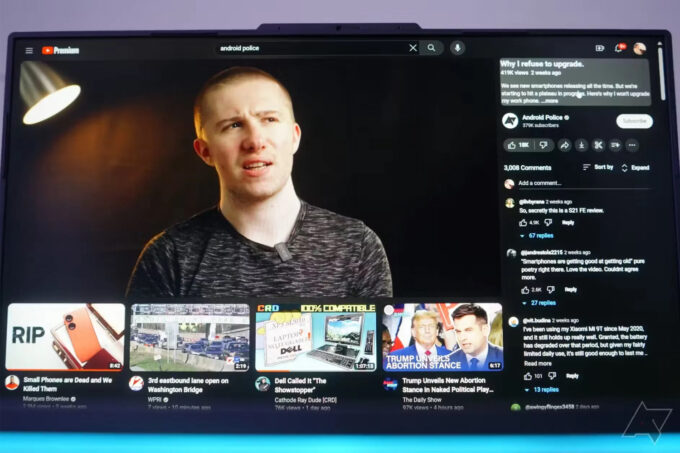 Premium
android police
Why I refuse to upgrade.
419K views 2 weeks ago
We see new smartphones releasing all the time. But we're
starting to hit a plateau in progress. Here's why I won't upgrade
my work phone. ...more
Android Police
379K subscribers
Subscribe
18K
3,008 Comments
Sort by
Expand
Add a comment...
@llvbyrana 2 weeks ago
So, secretly this is a S21 FE review.
4.9K
Reply
67 replies
@jandreatola2215 2 weeks ago
"Smartphones are getting good at getting old" pure
poetry right there. Love the video. Couldnt agree
more.
2.6K
Reply
27 replies
@vit.budina 2 weeks ago
I've been using my Xiaomi Mi 9T since May 2020,
and it still holds up really well. Granted, the battery
has degraded over that period, but given my fairly
limited daily use, it's still good enough to last me ...
Read more
101
Reply
13 replies
@swingyflingex3458 2 days ago
RIP
8:42
Small Phones are Dead and We
Killed Them
Marques Brownlee
2 weeks ago
2:19
3rd eastbound lane open on
Washington Bridge
WPRI
7 views • 10 minutes ago
CRD
100% COMPATIBLE
LAPTOP
DELL
1:07:18
Dell Called It "The
Showstopper"
Cathode Ray Dude [CRD]
76K views • 1 day ago
TRUMP UNVEILS
ABORTION STANCE
6:17
Trump Unveils New Abortion
Stance in Naked Political Play...
The Daily Show
97K views • 4 hours ago